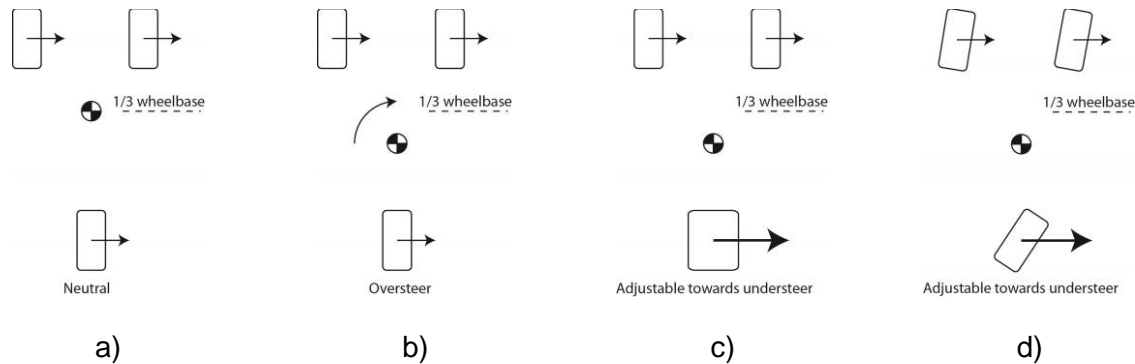 1/3 wheelbase
1/3 wheelbase
1/3 wheelbase
1/3 wheelbase
Neutral
Oversteer
Adjustable towards understeer
Adjustable towards understeer
a)
b)
c)
d)